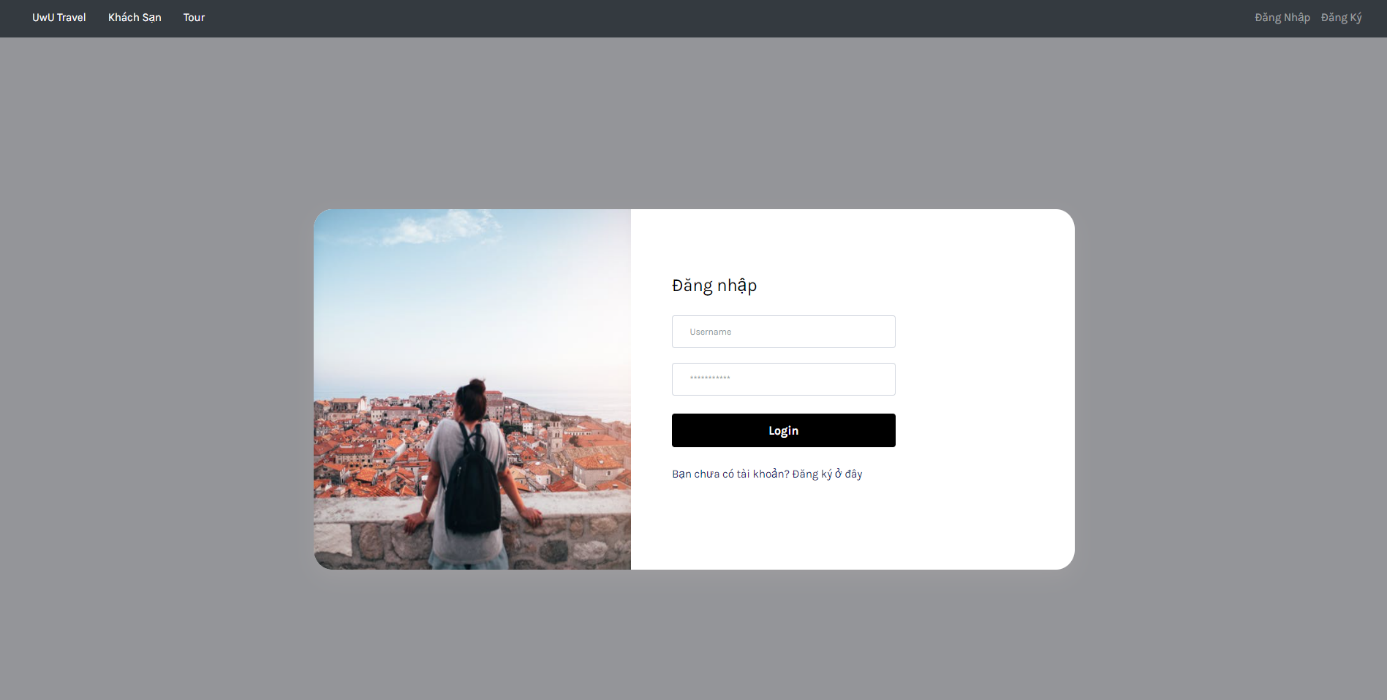 UwU Travel Khách Sạn Tour Đăng Nhập Đăng Ký
Đăng nhập
Username
***********
Login
Bạn chưa có tài khoản? Đăng ký ở đây